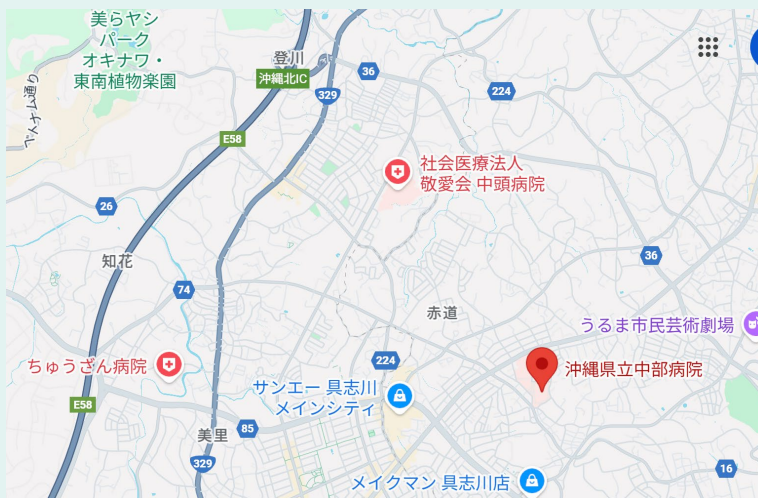 美らヤシ
パーク
オキナワ・
東南植物楽園
登川
沖縄北IC
36
329
224
E58
社会医療法人
敬愛会 中頭病院
26
知花
36
74
赤道
うるま市民芸術劇場
ちゅうざん病院
224
沖縄県立中部病院
サンエー 具志川
メインシティ
E58
85
美里
329
16
メイクマン 具志川店